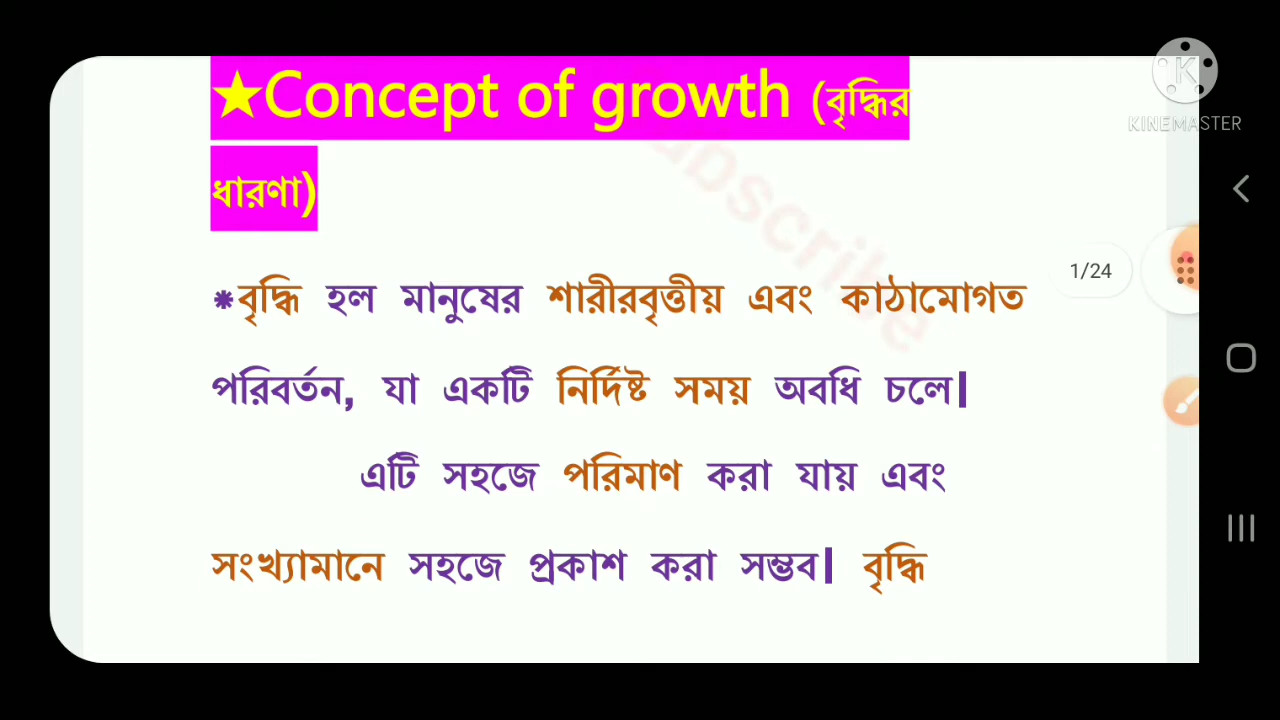 ★Concept of growth (বৃদ্ধির
ধারণা)
KINEMASTER
Subscribe
1/24
*বৃদ্ধি হল মানুষের শারীরবৃত্তীয় এবং কাঠামোগত
পরিবর্তন, যা একটি নির্দিষ্ট সময় অবধি চলে|
এটি সহজে পরিমাণ করা যায় এবং
সংখ্যামানে সহজে প্রকাশ করা সম্ভব| বৃদ্ধি